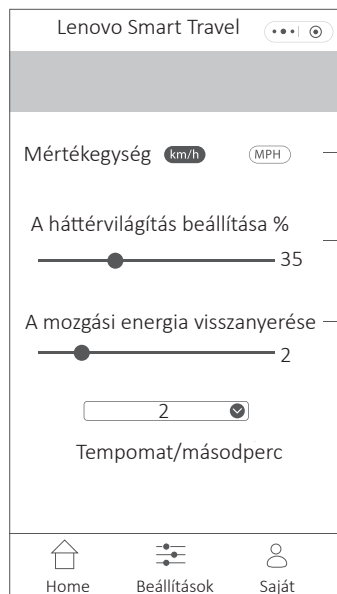 Lenovo Smart Travel
Mértékegység km/h MPH
A háttérvilágítás beállítása %
35
A mozgási energia visszanyerése
2
2
Tempomat/másodperc
Home Beállítások Saját